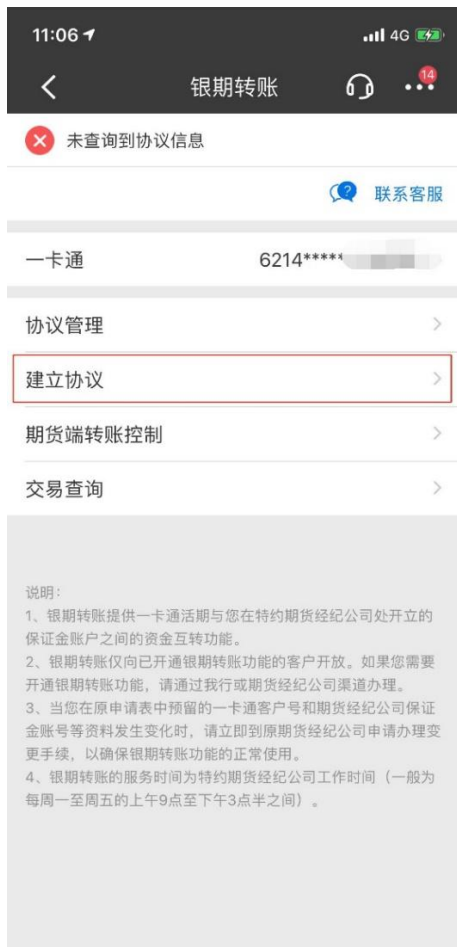 11:06
4G
银期转账
14
未查询到协议信息
联系客服
一卡通 6214*****
协议管理
建立协议
期货端转账控制
交易查询
说明：
1、银期转账提供一卡通活期与您在特约期货经纪公司处开立的
保证金账户之间的资金互转功能。
2、银期转账仅向已开通银期转账功能的客户开放。如果您需要
开通银期转账功能，请通过我行或期货经纪公司渠道办理。
3、当您在原申请表中预留的一卡通客户号和期货经纪公司保证
金账号等资料发生变化时，请立即到原期货经纪公司申请办理变
更手续，以确保银期转账功能的正常使用。
4、银期转账的服务时间为特约期货经纪公司工作时间（一般为
每周一至周五的上午9点至下午3点半之间）。